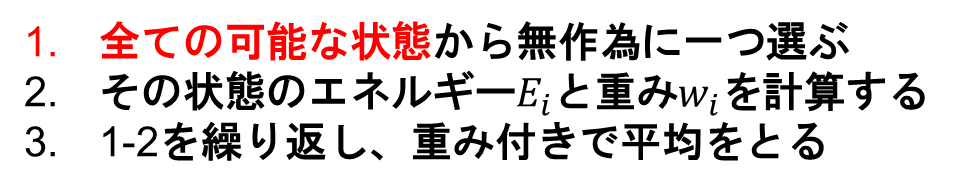 1. 全ての可能な状態から無作為に一つ選ぶ
2. その状態のエネルギーE_iと重みw_iを計算する
3. 1-2を繰り返し、重み付きで平均をとる